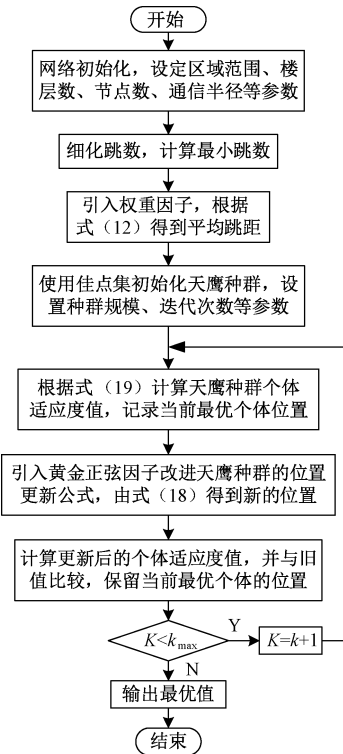 开始
网络初始化，设定区域范围、楼
层数、节点数、通信半径等参数
细化跳数，计算最小跳数
引入权重因子，根据
式（12）得到平均跳距
使用佳点集初始化天鹰种群，设
置种群规模、迭代次数等参数
根据式（19）计算天鹰种群个体
适应度值，记录当前最优个体位置
引入黄金正弦因子改进天鹰种群的位置
更新公式，由式（18）得到新的位置
计算更新后的个体适应度值，并与旧
值比较，保留当前最优个体的位置
K<kmax
Y
K=k+1
N
输出最优值
结束